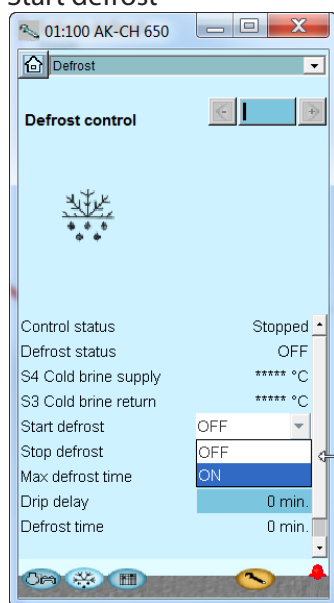 Start defrost
01:100 AK-CH 650
Defrost
Defrost control
Control status Stopped
Defrost status OFF
S4 Cold brine supply ***** °C
S3 Cold brine return ***** °C
Start defrost OFF
Stop defrost OFF
Max defrost time ON
Drip delay 0 min.
Defrost time 0 min.